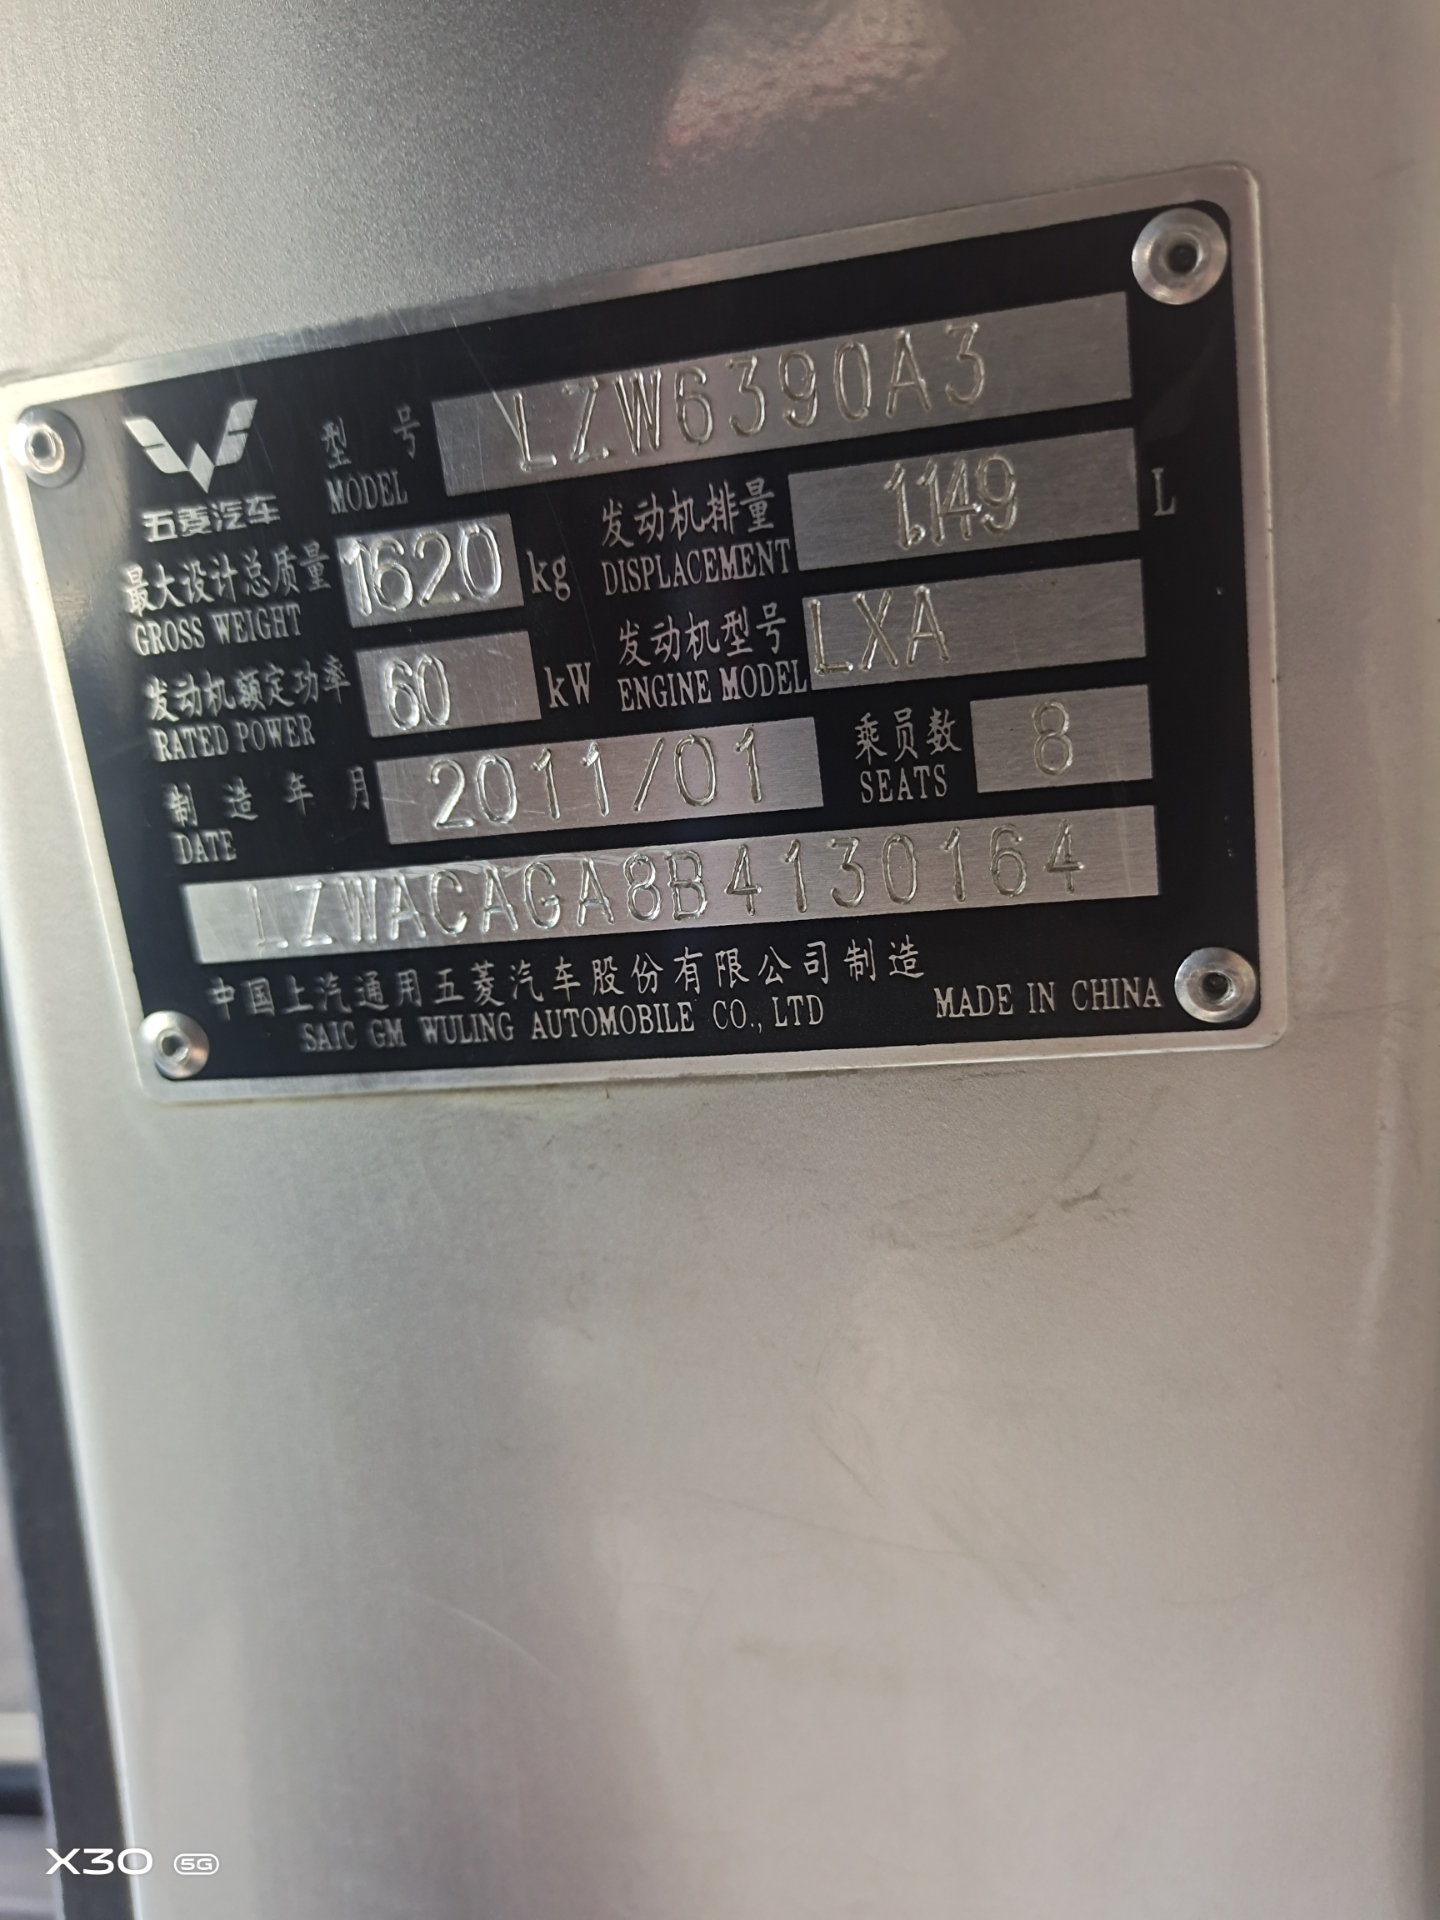 五菱汽车
型号 LZW6390A3
MODEL
最大设计总质量 1620 kg 发动机排量 1.149 L
GROSS WEIGHT DISPLACEMENT
发动机额定功率 60 kW 发动机型号 LXA
RATED POWER ENGINE MODEL
制造年月 2011/01 乘员数 8
DATE SEATS
LZWACAGA8B4130164
中国上汽通用五菱汽车股份有限公司制造
SAIC GM WULING AUTOMOBILE CO., LTD MADE IN CHINA
X30 5G